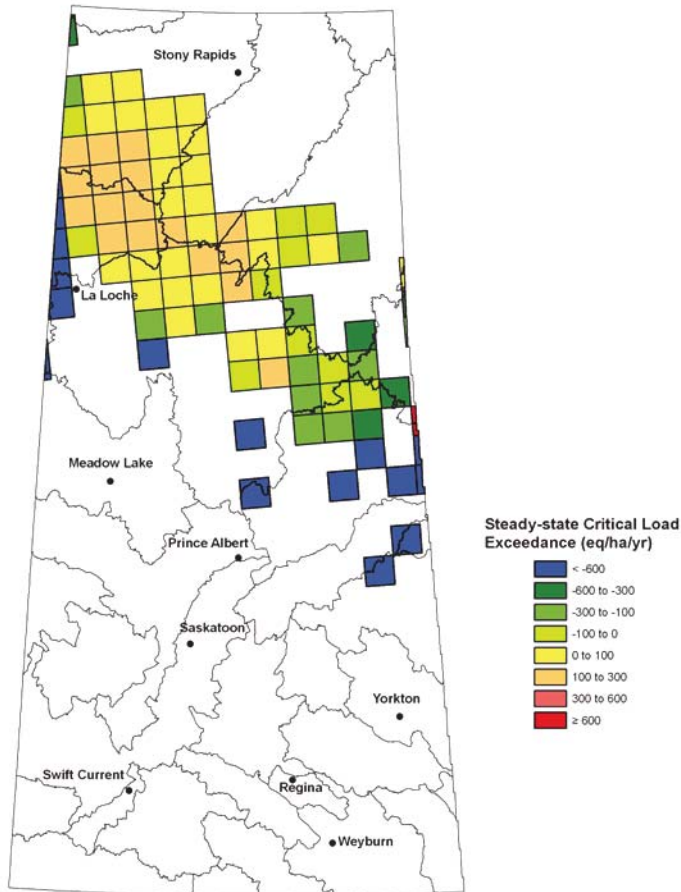 Stony Rapids
La Loche
Meadow Lake
Prince Albert
Saskatoon
Yorkton
Swift Current
Regina
Weyburn
Steady-state Critical Load
Exceedance (eq/ha/yr)
< -600
-600 to -300
-300 to -100
-100 to 0
0 to 100
100 to 300
300 to 600
≥ 600